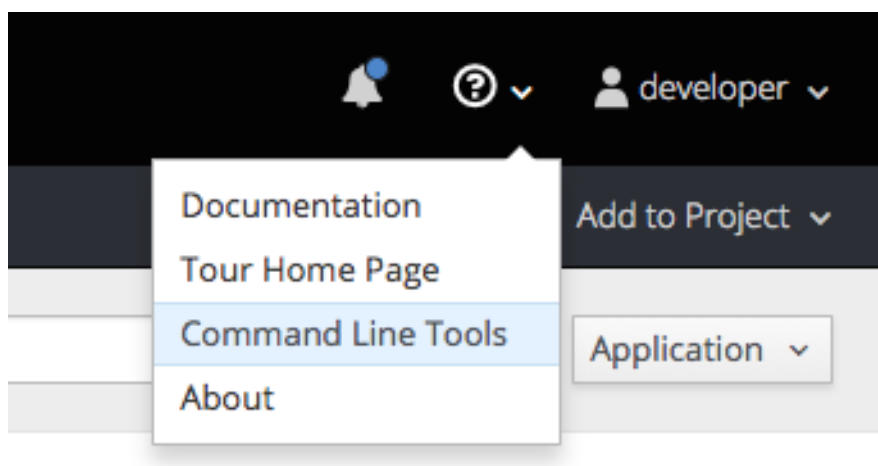 developer
Documentation
Add to Project
Tour Home Page
Command Line Tools
Application
About